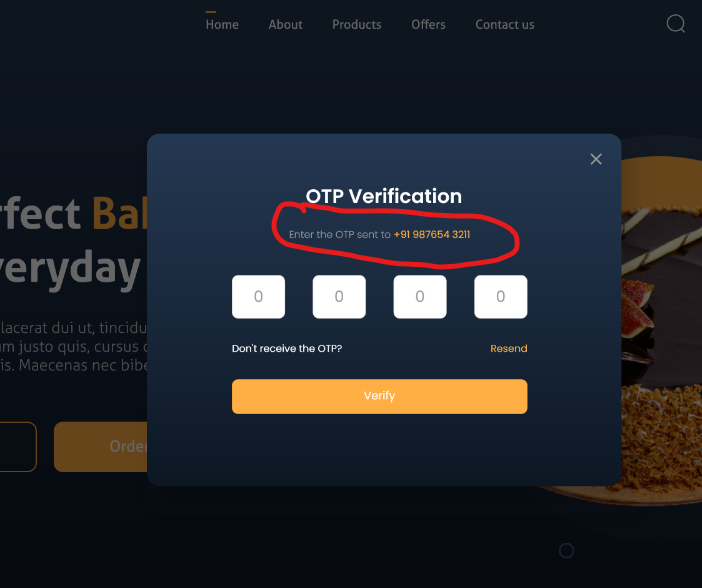 Home About Products Offers Contact us
OTP Verification
Enter the OTP sent to +91 987654 3211
0 0 0 0
Don't receive the OTP? Resend
Verify
rfect Bal
veryday
lacerat dui ut, tincidu
m justo quis, cursus
is. Maecenas nec bibe
Order